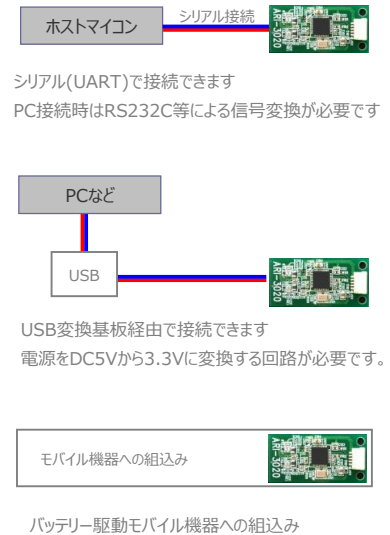 ホストマイコン
シリアル接続
ARI-3020
シリアル(UART)で接続できます
PC接続時はRS232C等による信号変換が必要です
PCなど
USB
ARI-3020
USB変換基板経由で接続できます
電源をDC5Vから3.3Vに変換する回路が必要です。
モバイル機器への組込み
ARI-3020
バッテリー駆動モバイル機器への組込み